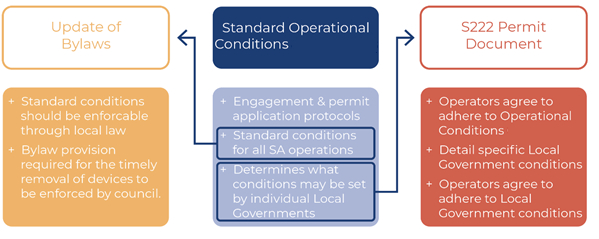 Update of
Bylaws
+ Standard conditions
should be enforcable
through local law
+ Bylaw provision
required for the timely
removal of devices to
be enforced by council.
Standard Operational
Conditions
+ Engagement & permit
application protocols
+ Standard conditions
for all SA operations
+ Determines what
conditions may be set
by individual Local
Governments
S222 Permit
Document
+ Operators agree to
adhere to Operational
Conditions
+ Detail specific Local
Government conditions
+ Operators agree to
adhere to Local
Government conditions